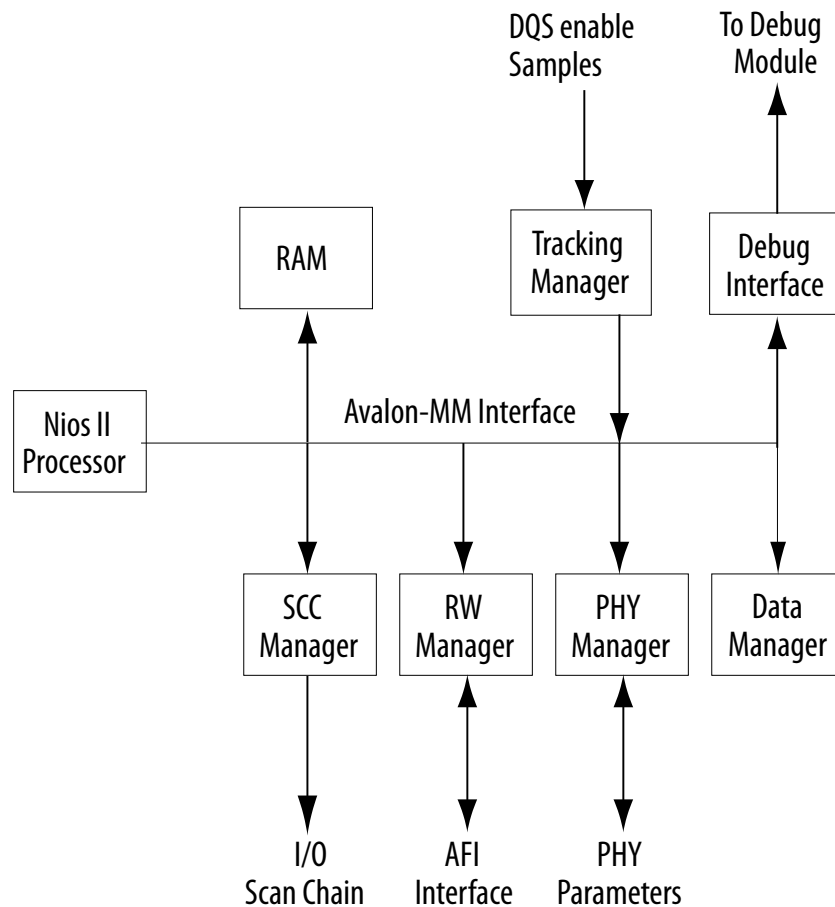 DQS enable
Samples
To Debug
Module
RAM
Tracking
Manager
Debug
Interface
Nios II
Processor
Avalon-MM Interface
SCC
Manager
RW
Manager
PHY
Manager
Data
Manager
I/O
Scan Chain
AFI
Interface
PHY
Parameters